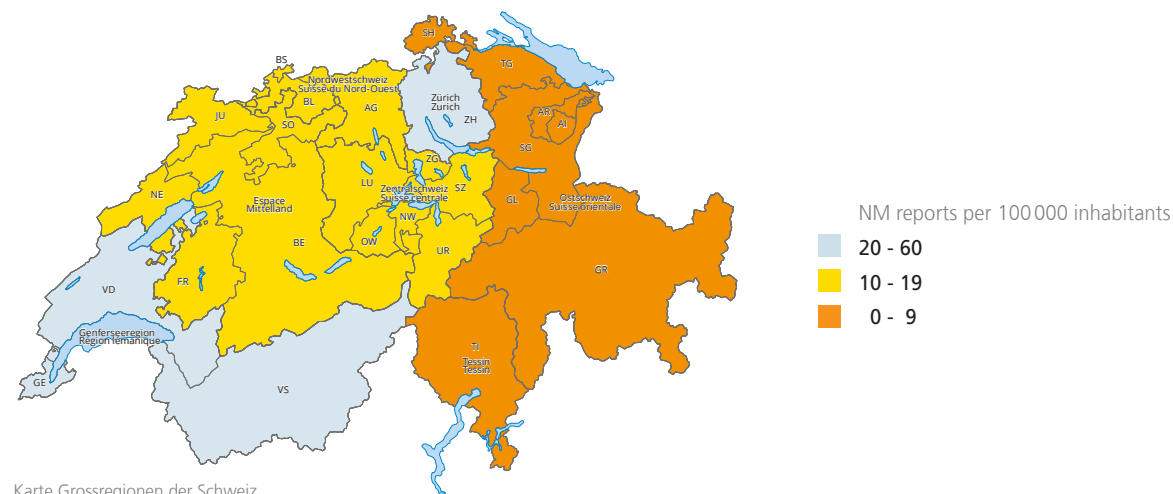 SH
BS
TG
Nordwestschweiz
Suisse du Nord-Ouest
Zürich
Zurich
BL
AG
JU
ZH
AR
AI
SO
SG
ZG
LU
SZ
NE
Zentralschweiz
Suisse centrale
GL
Ostschweiz
Suisse orientale
Espace
Mittelland
NW
OW
BE
UR
GR
FR
VD
Genferseeregion
Région lémanique
TI
Tessin
Tessin
GE
VS
NM reports per 100 000 inhabitants
20 - 60
10 - 19
0 - 9
Karte Grossregionen der Schweiz